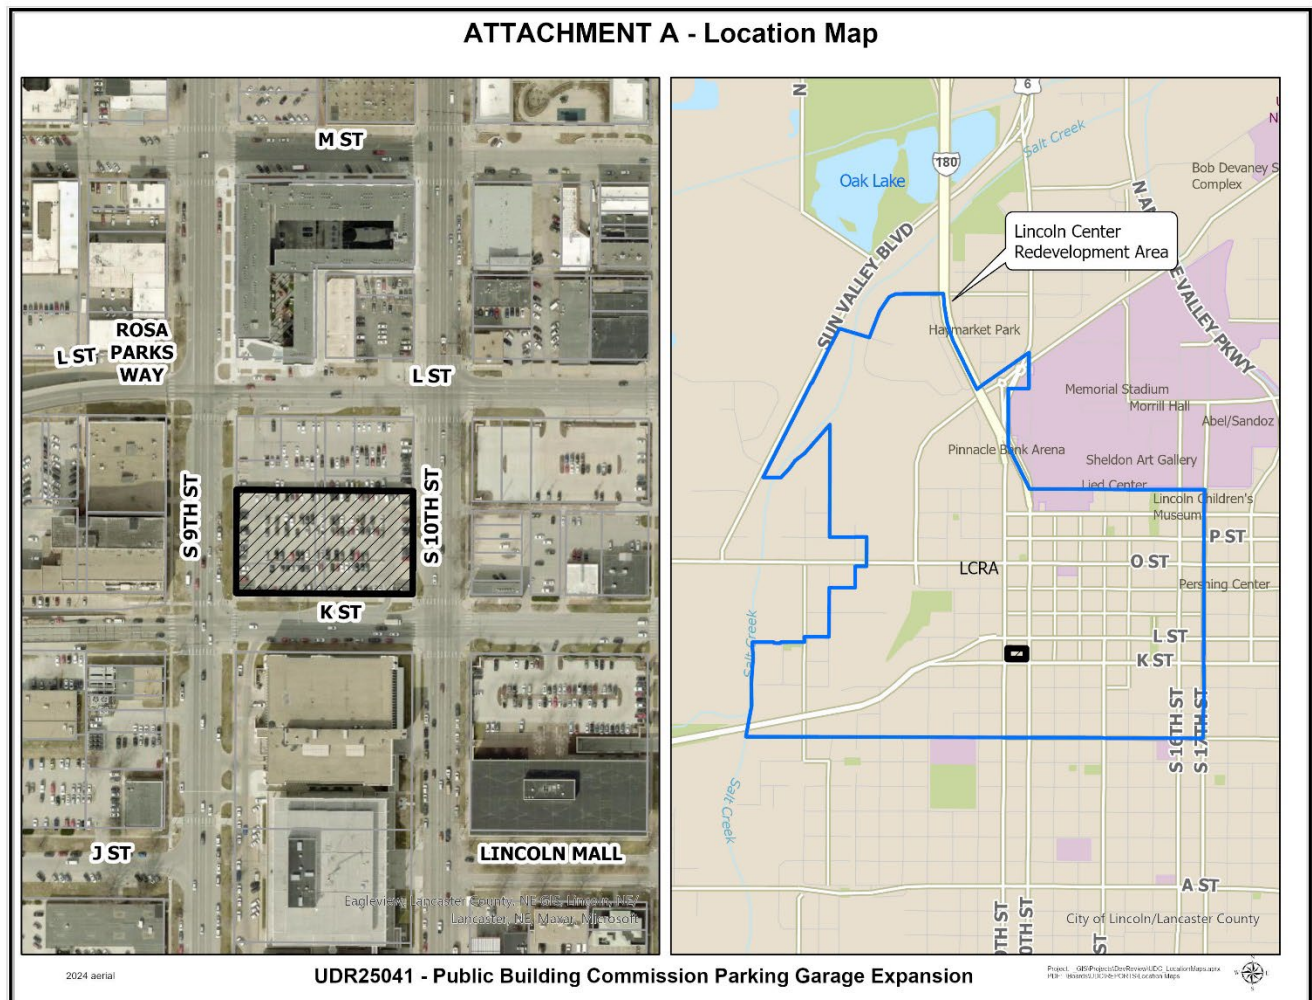 ATTACHMENT A - Location Map
M ST
ROSA
PARKS
WAY
L ST
L ST
S 9TH ST
S 10TH ST
K ST
J ST
LINCOLN MALL
Eagleview, Lancaster County, NE GIS, Lincoln, NE/
Lancaster, NE, Maxar, Microsoft
N
6
Salt Creek
180
Oak Lake
Bob Devaney S
Complex
SUN VALLEY BLVD
Lincoln Center
Redevelopment Area
E VALLEY PKWY
Haymarket Park
Memorial Stadium
Morrill Hall
Abel/Sandoz
Pinnacle Bank Arena
Sheldon Art Gallery
Lied Center
Lincoln Children's
Museum
P ST
O ST
LCRA
Pershing Center
Salt Creek
L ST
K ST
S 16TH ST
S 17TH ST
Salt Creek
A ST
0TH ST
ST
City of Lincoln/Lancaster County
2024 aerial
UDR25041 - Public Building Commission Parking Garage Expansion